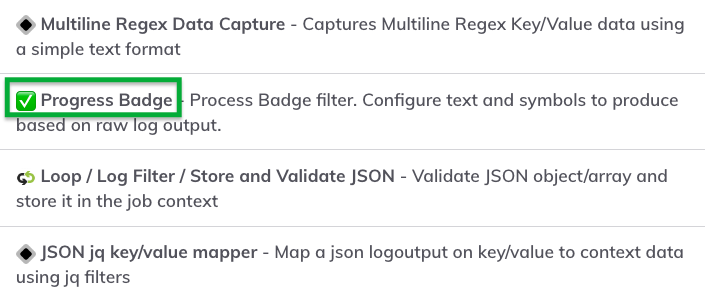 Multiline Regex Data Capture - Captures Multiline Regex Key/Value data using
a simple text format
Progress Badge - Process Badge filter. Configure text and symbols to produce
based on raw log output.
Loop / Log Filter / Store and Validate JSON - Validate JSON object/array and
store it in the job context
JSON jq key/value mapper - Map a json logoutput on key/value to context data
using jq filters